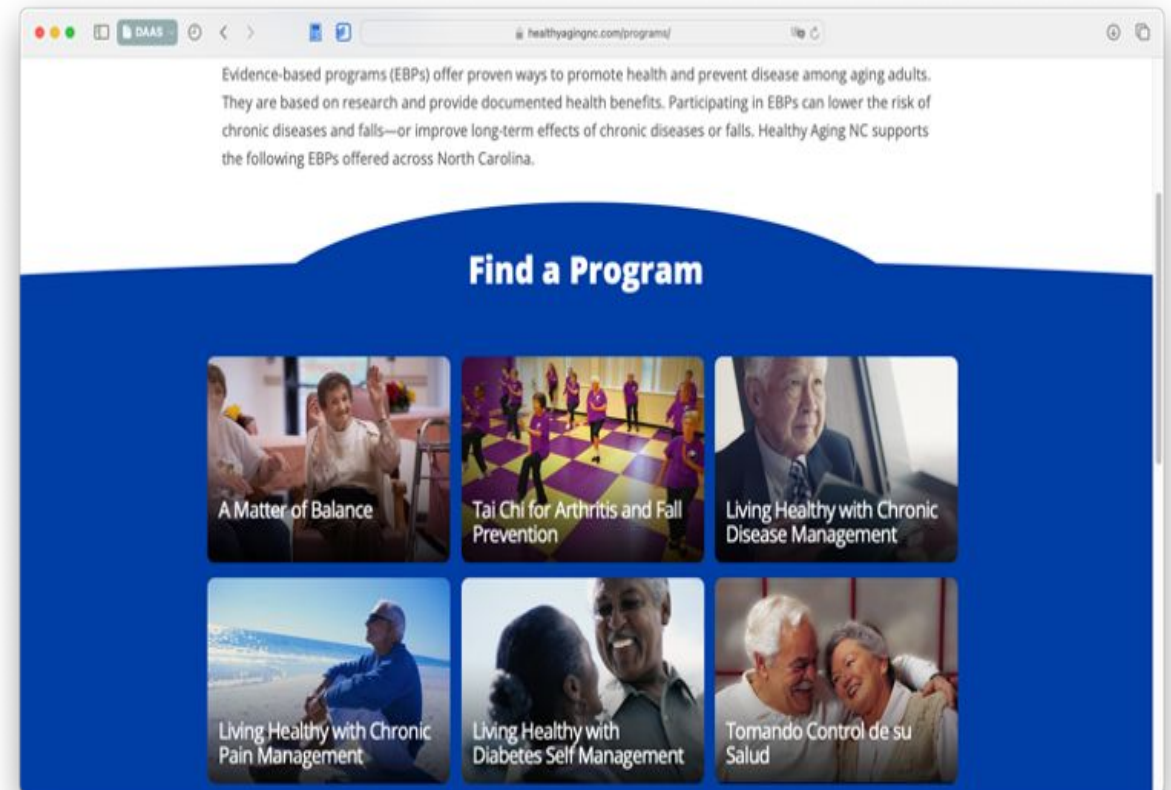 DAAS
healthyagingnc.com/programs/
Evidence-based programs (EBPs) offer proven ways to promote health and prevent disease among aging adults.
They are based on research and provide documented health benefits. Participating in EBPs can lower the risk of
chronic diseases and falls—or improve long-term effects of chronic diseases or falls. Healthy Aging NC supports
the following EBPs offered across North Carolina.
Find a Program
A Matter of Balance
Tai Chi for Arthritis and Fall
Prevention
Living Healthy with Chronic
Disease Management
Living Healthy with Chronic
Pain Management
Living Healthy with
Diabetes Self Management
Tomando Control de su
Salud